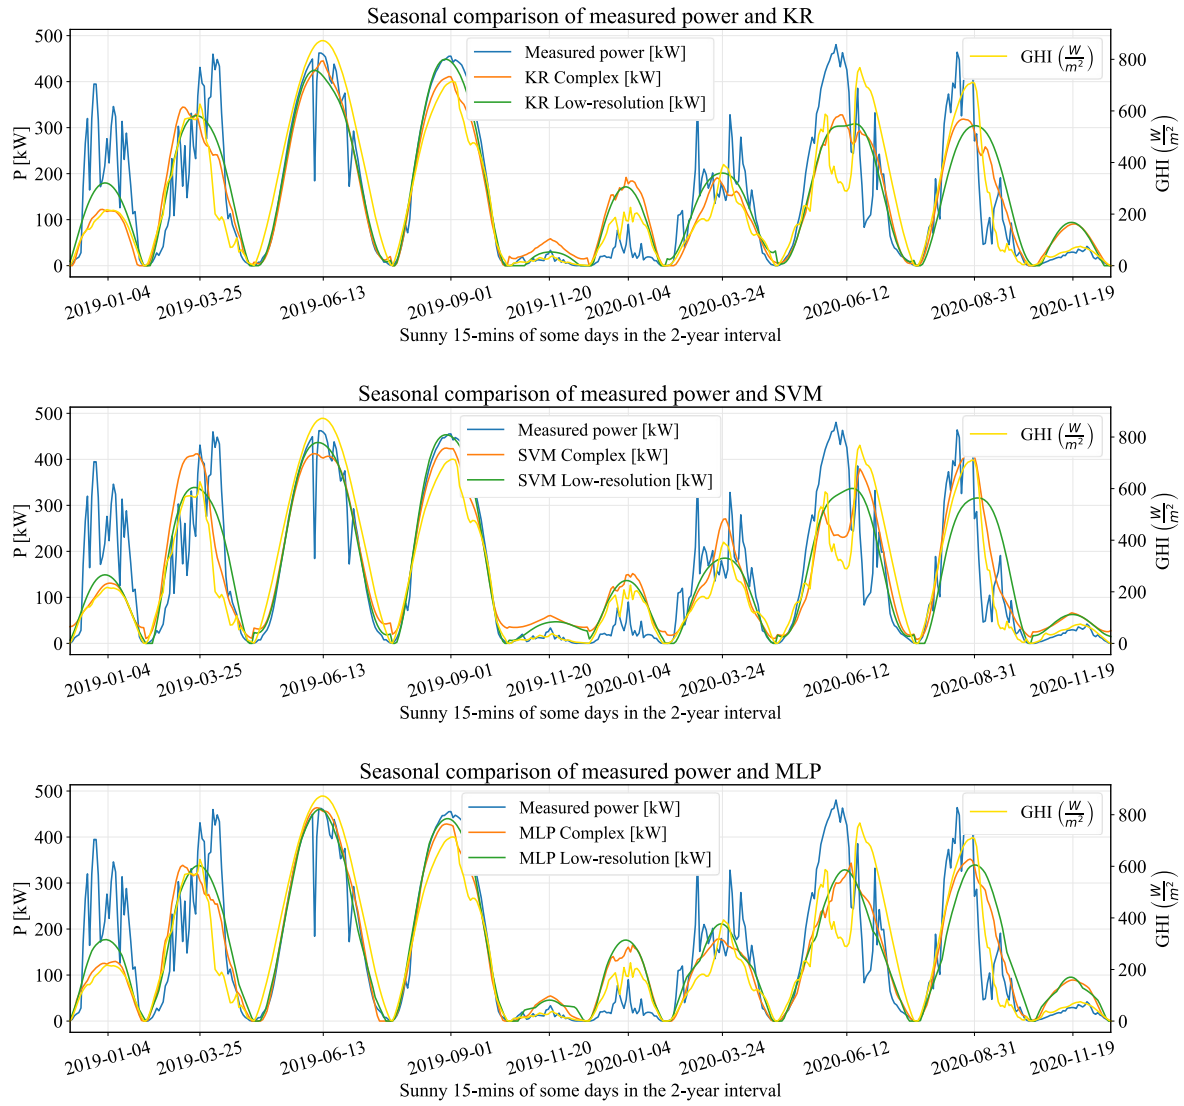 Seasonal comparison of measured power and KR
500
400
300
200
100
0
P [kW]
Measured power [kW]
KR Complex [kW]
KR Low-resolution [kW]
GHI (W/m²)
800
600
400
200
0
GHI (W/m²)
2019-01-04
2019-03-25
2019-06-13
2019-09-01
2019-11-20
2020-01-04
2020-03-24
2020-06-12
2020-08-31
2020-11-19
Sunny 15-mins of some days in the 2-year interval
Seasonal comparison of measured power and SVM
500
400
300
200
100
0
P [kW]
Measured power [kW]
SVM Complex [kW]
SVM Low-resolution [kW]
GHI (W/m²)
800
600
400
200
0
GHI (W/m²)
2019-01-04
2019-03-25
2019-06-13
2019-09-01
2019-11-20
2020-01-04
2020-03-24
2020-06-12
2020-08-31
2020-11-19
Sunny 15-mins of some days in the 2-year interval
Seasonal comparison of measured power and MLP
500
400
300
200
100
0
P [kW]
Measured power [kW]
MLP Complex [kW]
MLP Low-resolution [kW]
GHI (W/m²)
800
600
400
200
0
GHI (W/m²)
2019-01-04
2019-03-25
2019-06-13
2019-09-01
2019-11-20
2020-01-04
2020-03-24
2020-06-12
2020-08-31
2020-11-19
Sunny 15-mins of some days in the 2-year interval